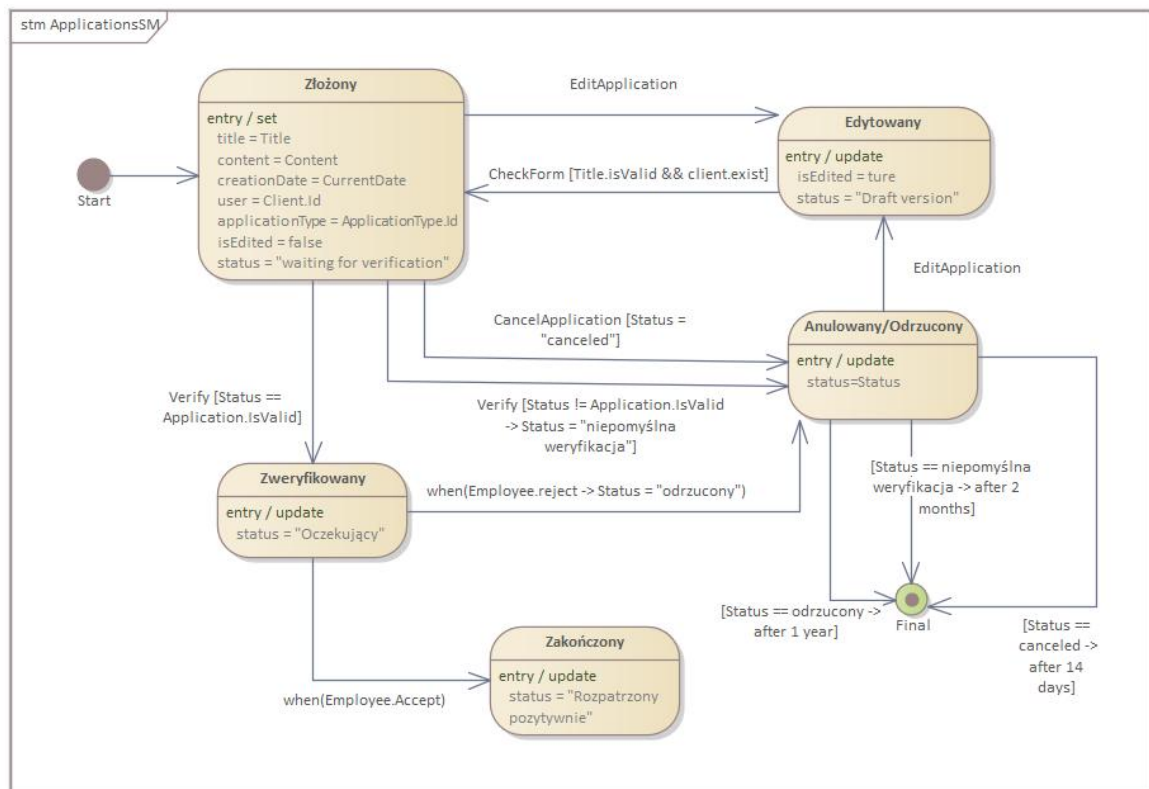 stm ApplicationsSM
Złożony
entry / set
title = Title
content = Content
creationDate = CurrentDate
user = Client.Id
applicationType = ApplicationType.Id
isEdited = false
status = "waiting for verification"
Start
EditApplication
Edytowany
entry / update
isEdited = ture
status = "Draft version"
CheckForm [Title.isValid && client.exist]
EditApplication
CancelApplication [Status =
"canceled"]
Anulowany/Odrzucony
entry / update
status=Status
Verify [Status ==
Application.IsValid]
Verify [Status != Application.IsValid
-> Status = "niepomyślna
weryfikacja"]
Zweryfikowany
entry / update
status = "Oczekujący"
when(Employee.reject -> Status = "odrzucony")
[Status == niepomyślna
weryfikacja -> after 2
months]
[Status == odrzucony ->
after 1 year]
Final
[Status ==
canceled ->
after 14
days]
when(Employee.Accept)
Zakończony
entry / update
status = "Rozpatrzony
pozytywnie"